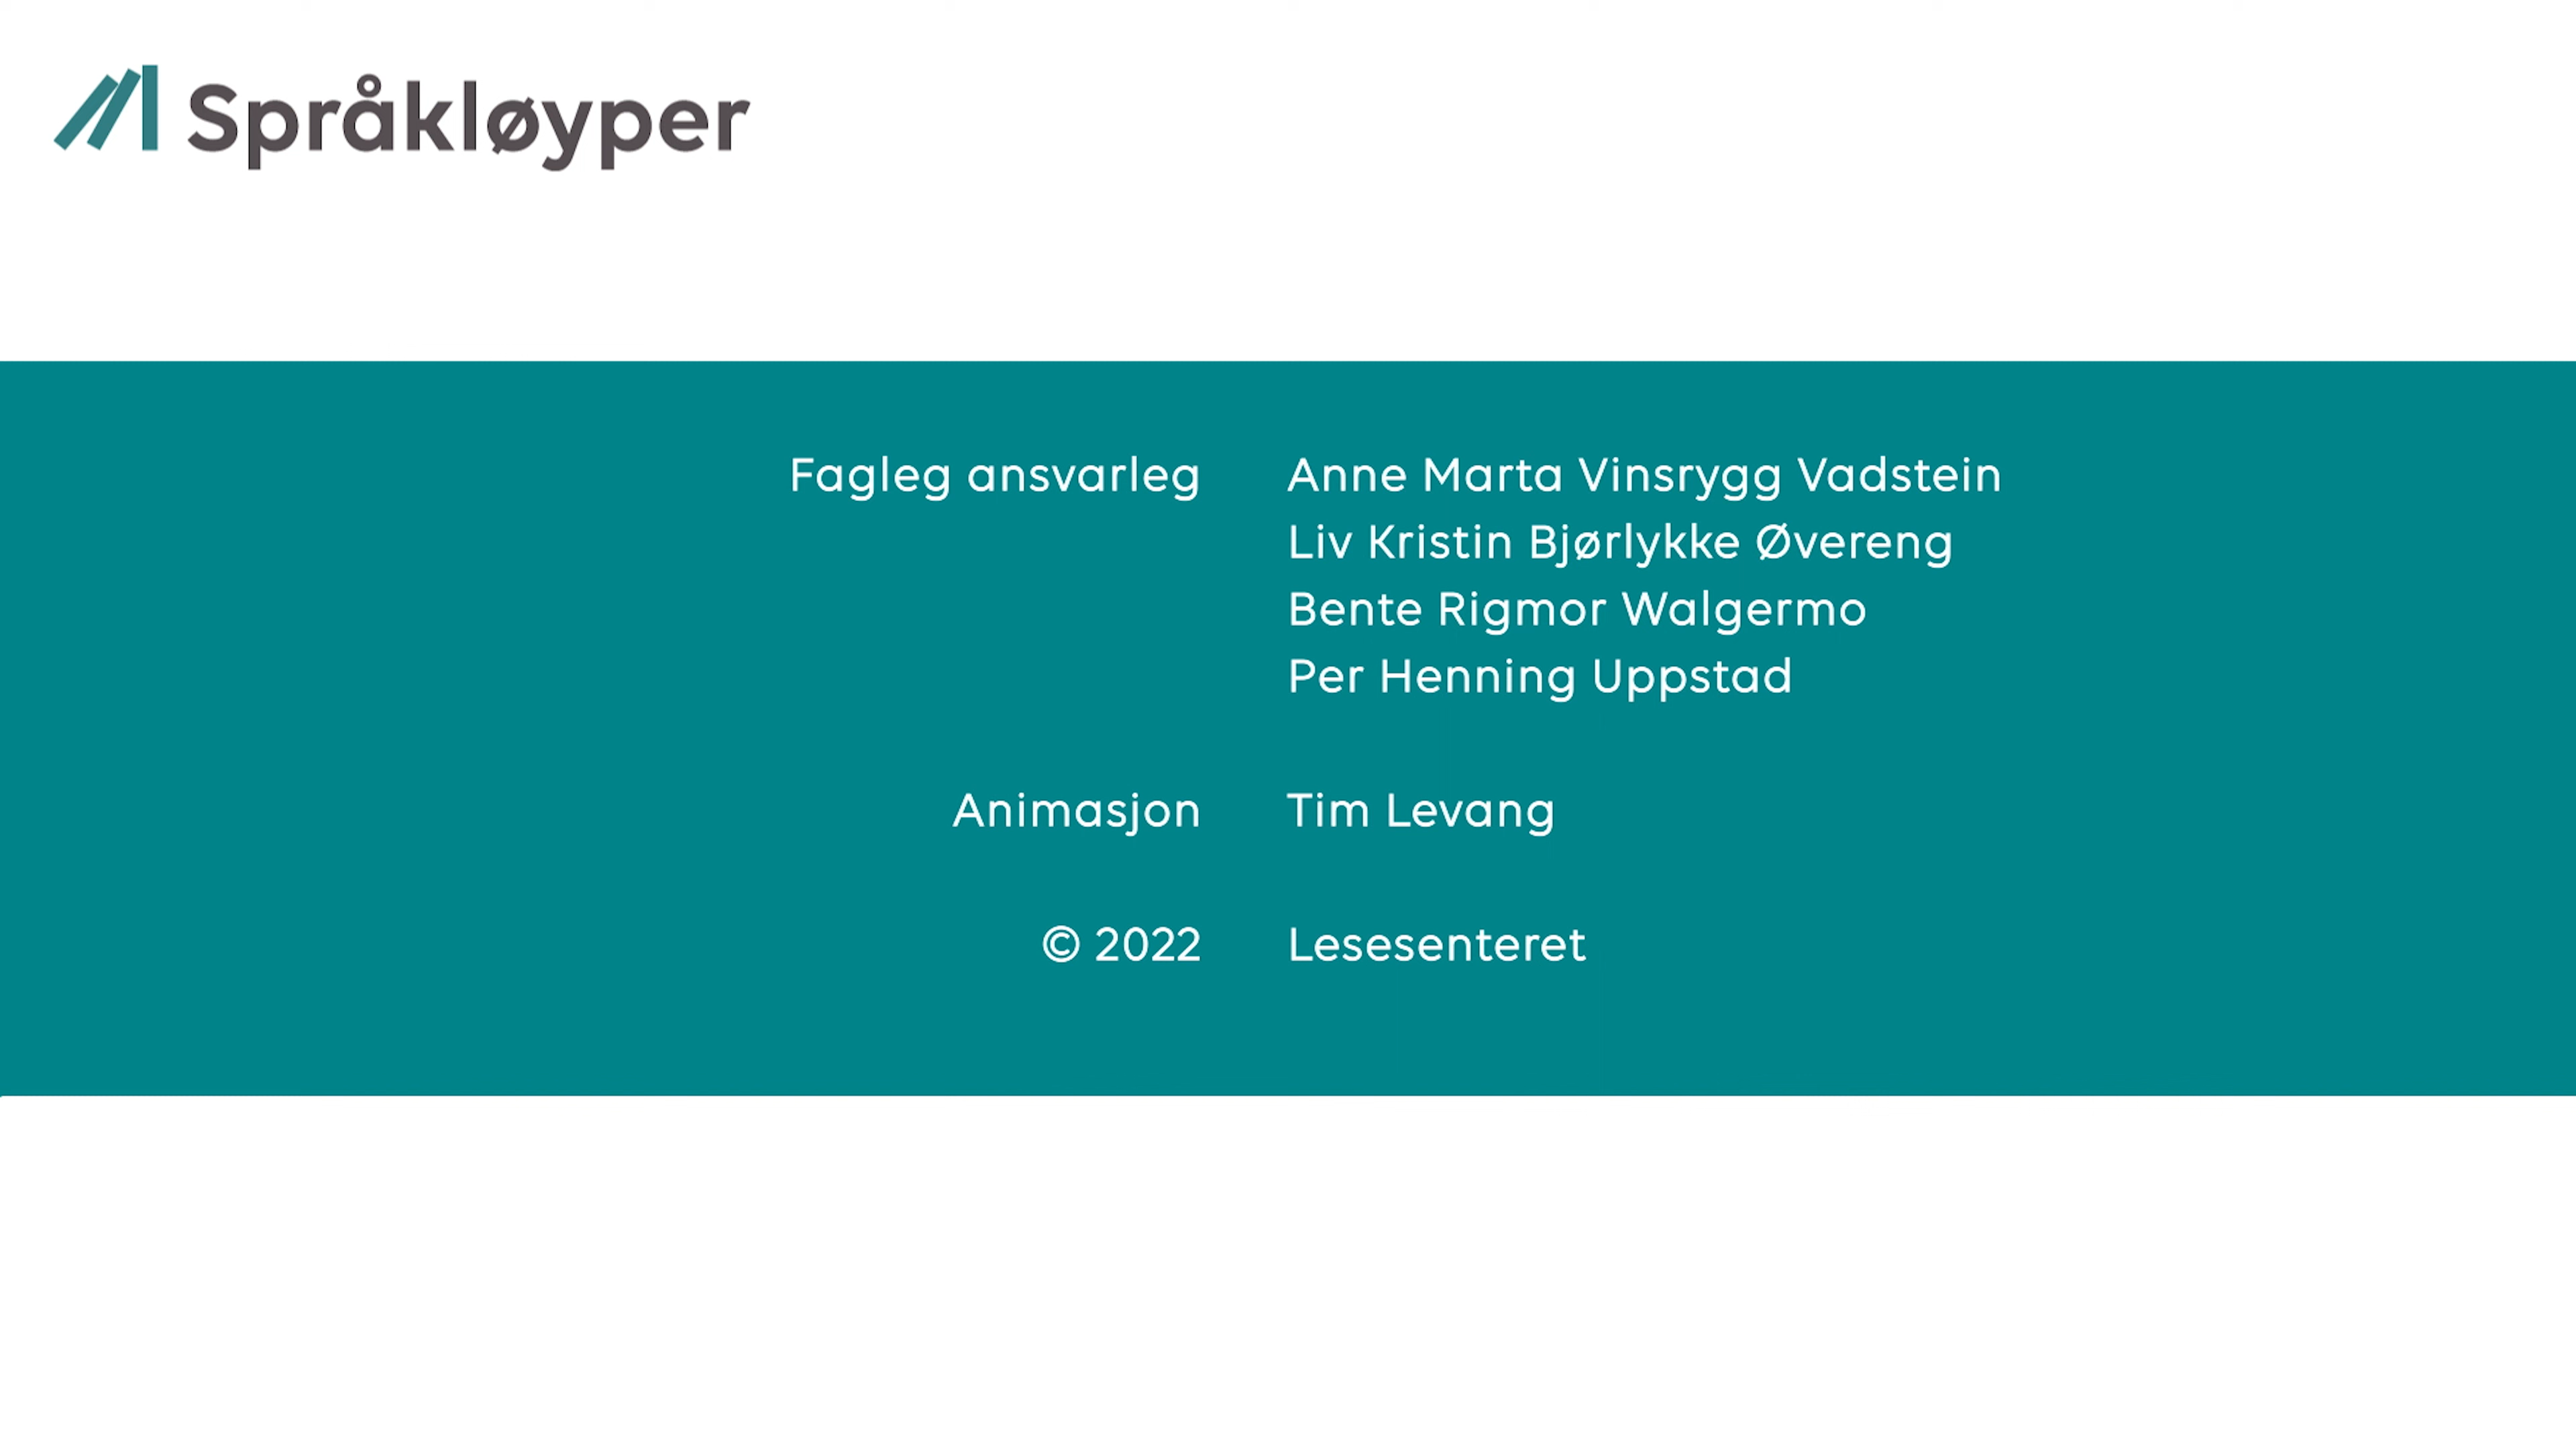 Språkløyper
Fagleg ansvarleg Anne Marta Vinsrygg Vadstein
Liv Kristin Bjørlykke Øvereng
Bente Rigmor Walgermo
Per Henning Uppstad
Animasjon Tim Levang
© 2022 Lesesenteret